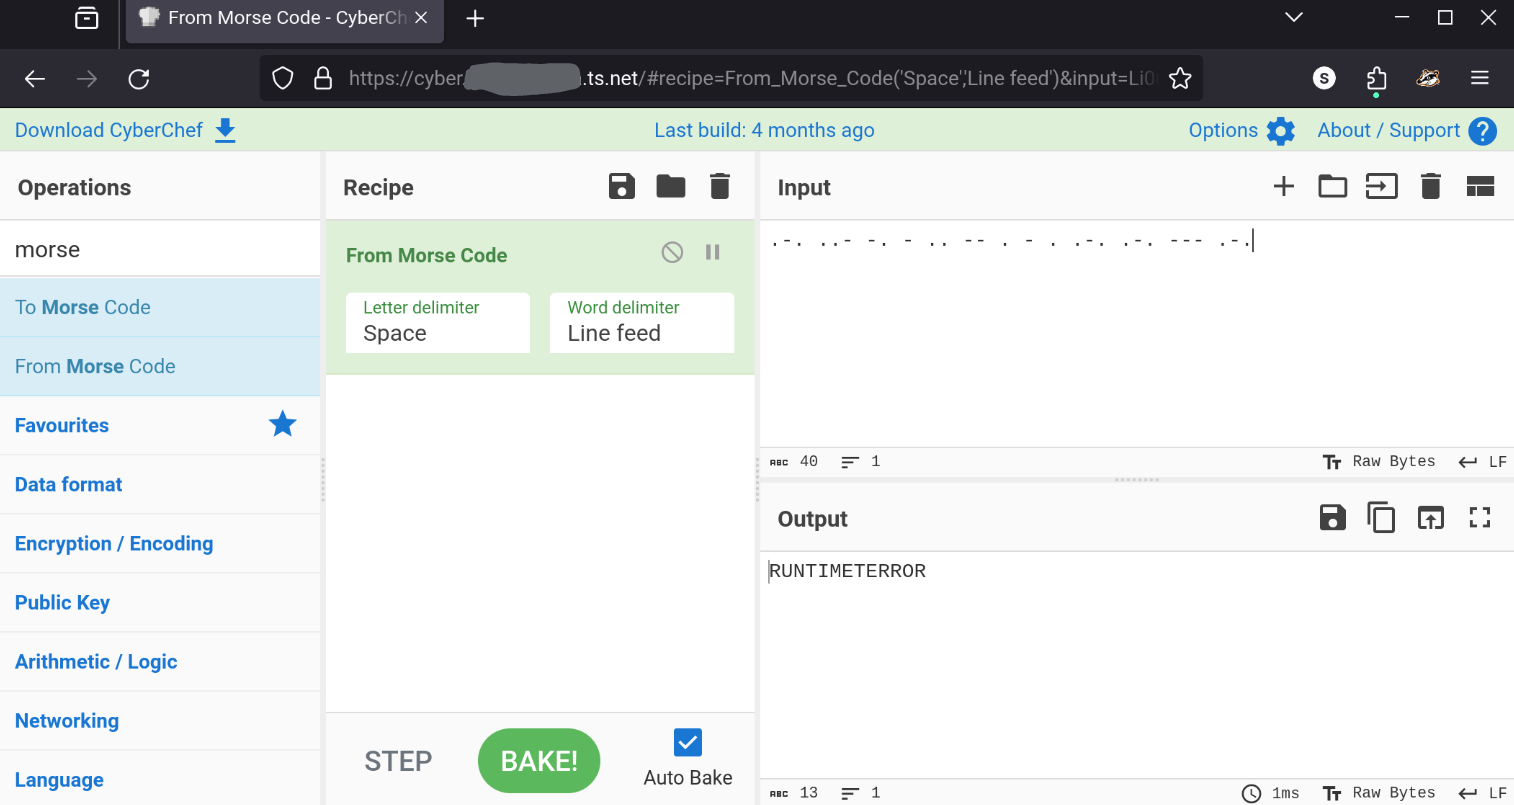 From Morse Code - CyberCh
https://cyber. .ts.net/#recipe=From_Morse_Code('Space','Line feed')&input=Li0
S
Download CyberChef
Last build: 4 months ago
Options
About / Support
?
Operations
Recipe
Input
morse
To Morse Code
From Morse Code
Favourites
Data format
Encryption / Encoding
Public Key
Arithmetic / Logic
Networking
Language
From Morse Code
Letter delimiter
Space
Word delimiter
Line feed
STEP
BAKE!
Auto Bake
.-. ..- -. - .. -- . - . .-. .-. --- .-.
ABC 40 1
Raw Bytes
LF
Output
RUNTIMETERROR
ABC 13 1
1ms
Raw Bytes
LF